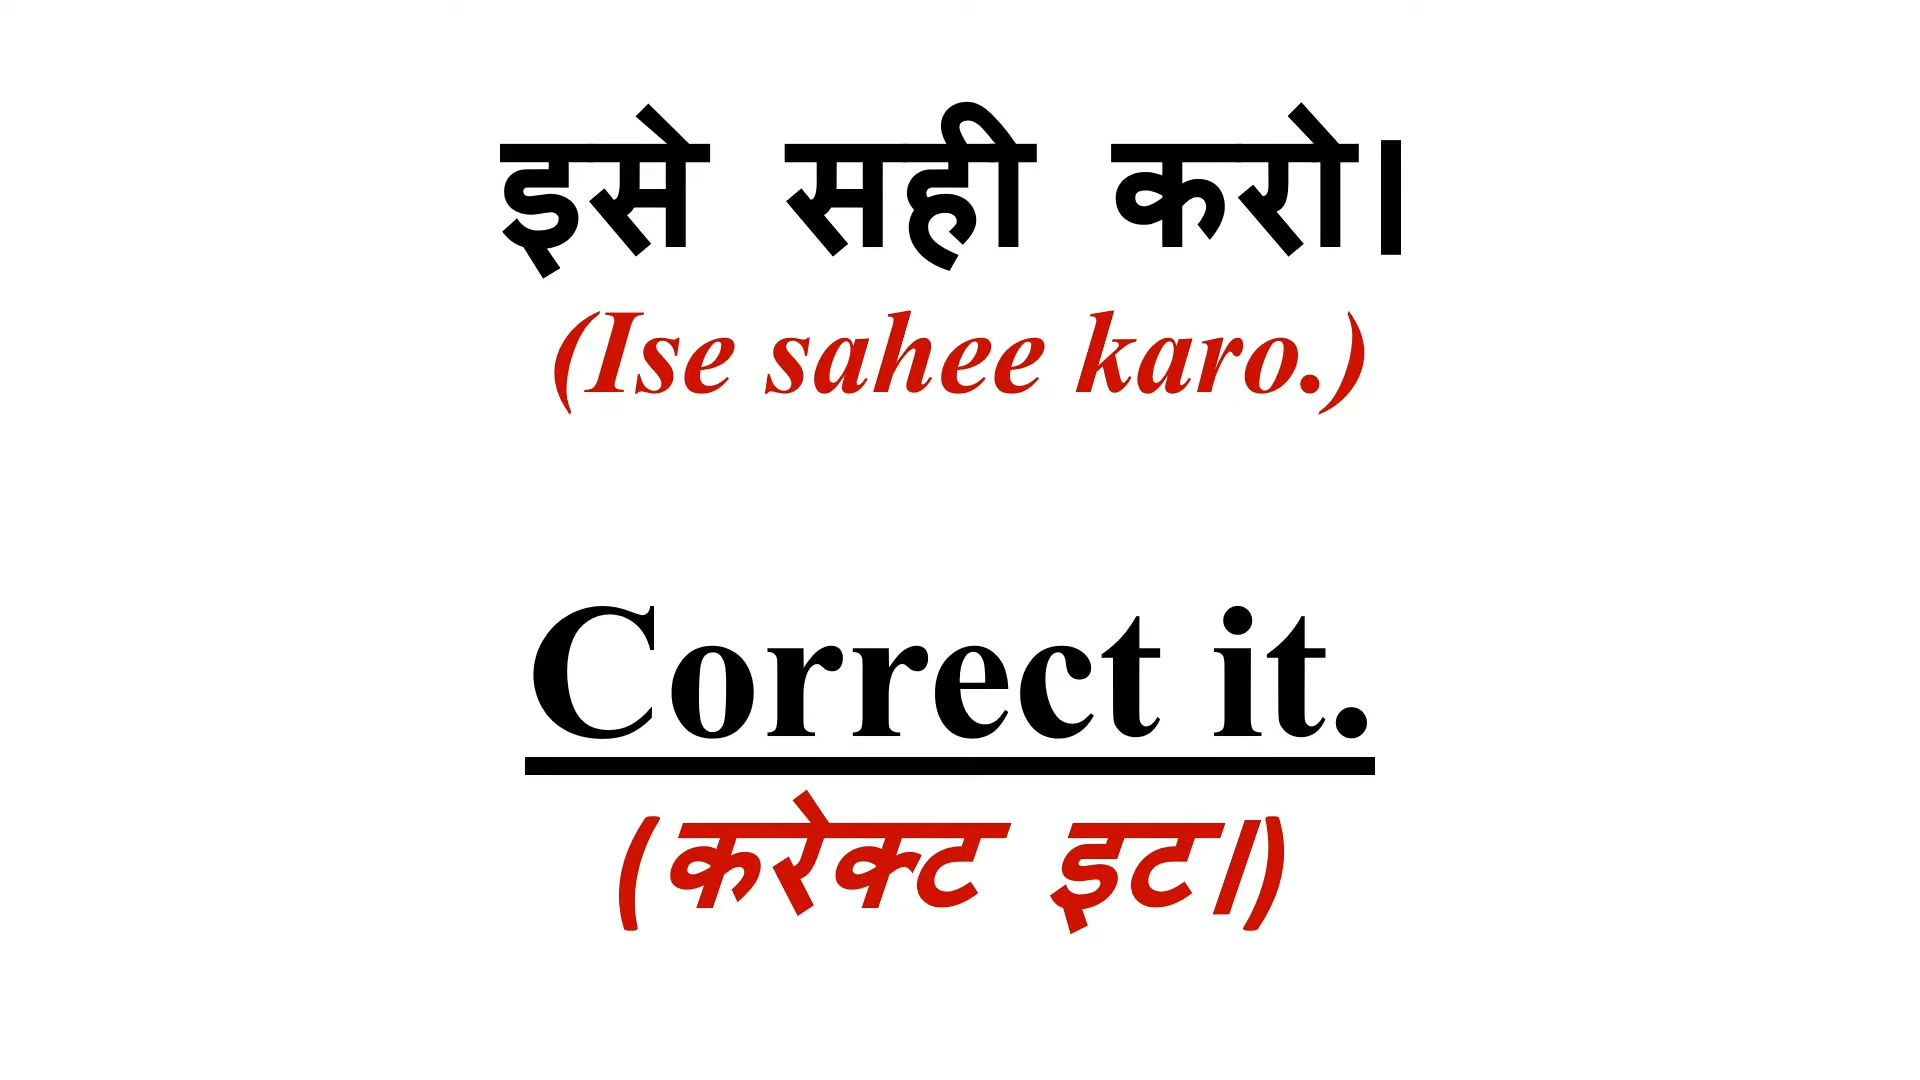 इसे सही करो।
(Ise sahee karo.)
Correct it.
(करेक्ट इट।)